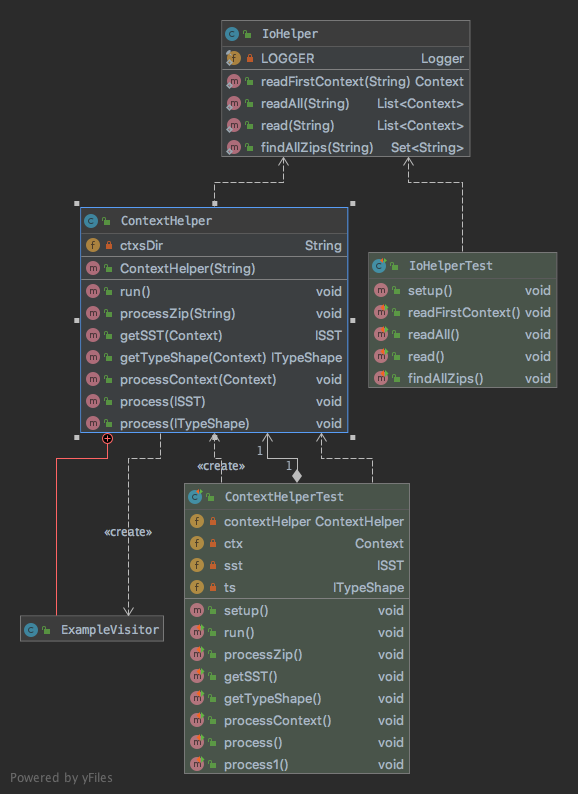 IoHelper
LOGGER Logger
readFirstContext(String) Context
readAll(String) List<Context>
read(String) List<Context>
findAllZips(String) Set<String>
ContextHelper
ctxsDir String
ContextHelper(String)
run() void
processZip(String) void
getSST(Context) ISST
getTypeShape(Context) ITypeShape
processContext(Context) void
process(ISST) void
process(ITypeShape) void
IoHelperTest
setup() void
readFirstContext() void
readAll() void
read() void
findAllZips() void
1
«create»
1
«create»
ContextHelperTest
contextHelper ContextHelper
ctx Context
sst ISST
ts ITypeShape
setup() void
run() void
processZip() void
getSST() void
getTypeShape() void
processContext() void
process() void
process1() void
ExampleVisitor
Powered by yFiles